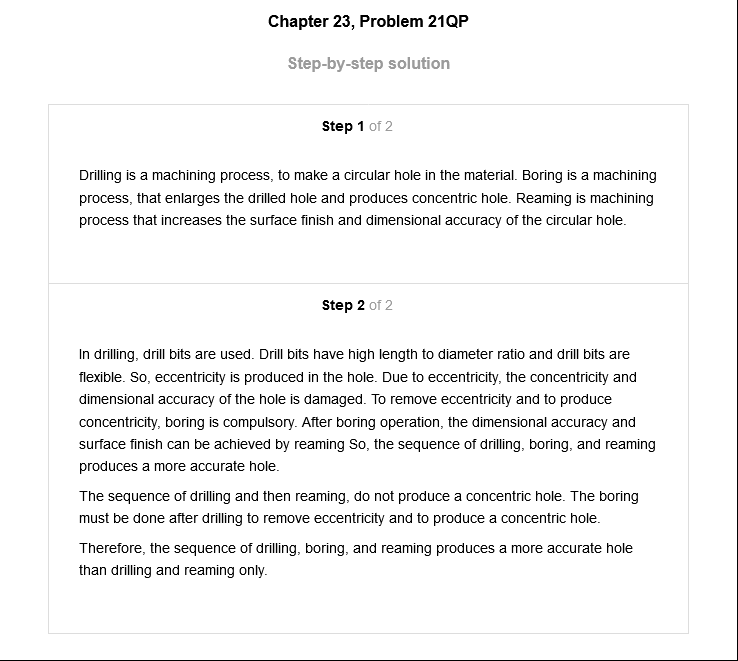 Chapter 23, Problem 21QP
Step-by-step solution
Step 1 of 2
Drilling is a machining process, to make a circular hole in the material. Boring is a machining
process, that enlarges the drilled hole and produces concentric hole. Reaming is machining
process that increases the surface finish and dimensional accuracy of the circular hole.
Step 2 of 2
In drilling, drill bits are used. Drill bits have high length to diameter ratio and drill bits are
flexible. So, eccentricity is produced in the hole. Due to eccentricity, the concentricity and
dimensional accuracy of the hole is damaged. To remove eccentricity and to produce
concentricity, boring is compulsory. After boring operation, the dimensional accuracy and
surface finish can be achieved by reaming So, the sequence of drilling, boring, and reaming
produces a more accurate hole.
The sequence of drilling and then reaming, do not produce a concentric hole. The boring
must be done after drilling to remove eccentricity and to produce a concentric hole.
Therefore, the sequence of drilling, boring, and reaming produces a more accurate hole
than drilling and reaming only.